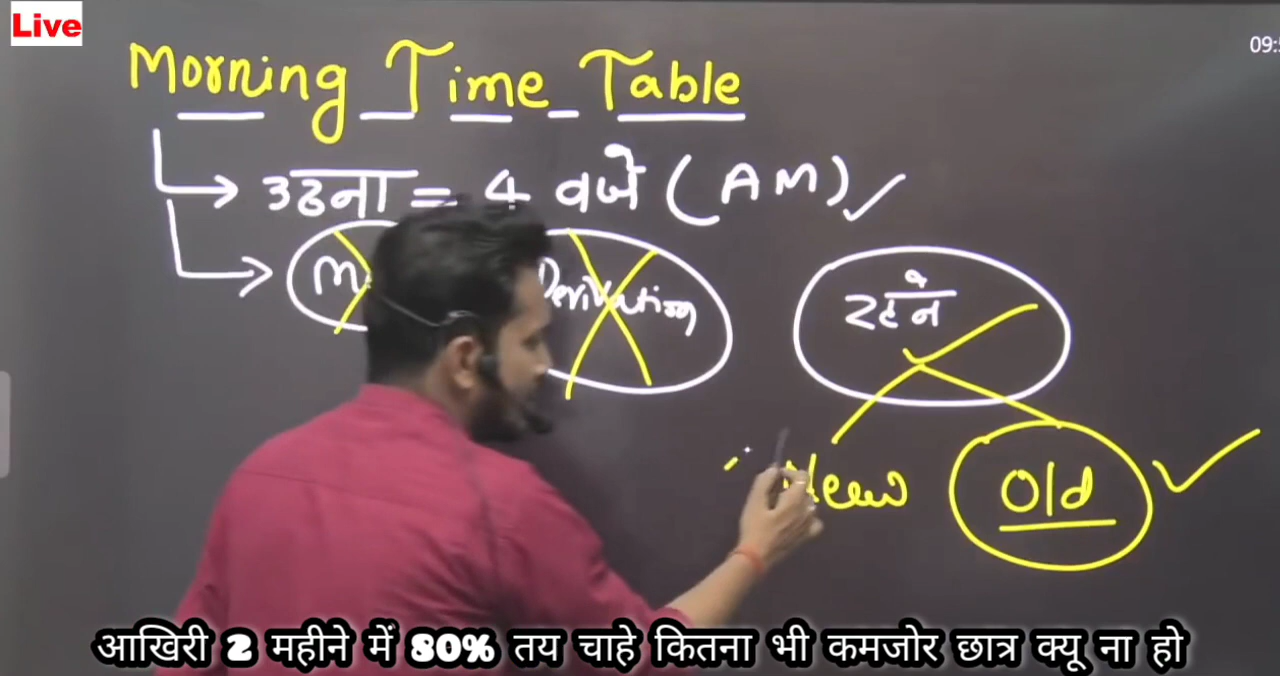 Live
09:
Morning Time Table
उठना = 4 बजे (AM)
Derivation
रटन
New Old
आखिरी 2 महीने में 80% तय चाहे कितना भी कमजोर छात्र क्यू ना हो